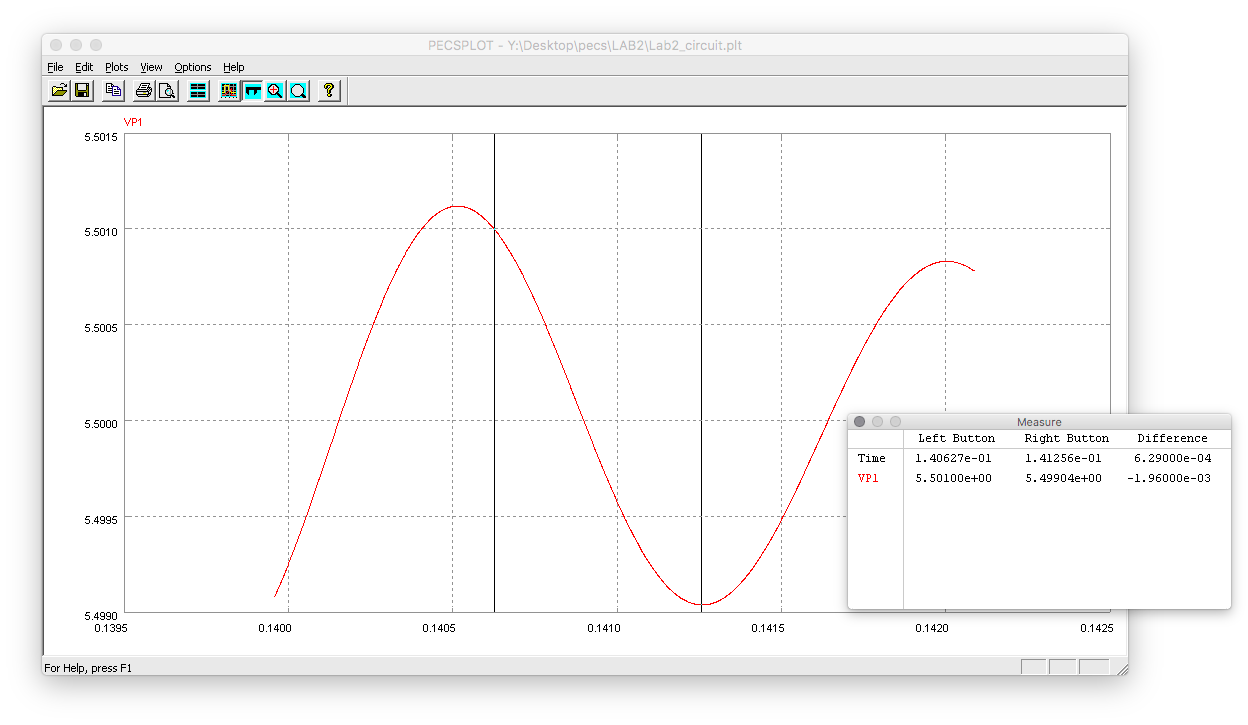 PECSPLOT - Y:\Desktop\pecs\LAB2\Lab2_circuit.plt
File Edit Plots View Options Help
?
VP1
5.5015
5.5010
5.5005
5.5000
5.4995
5.4990
0.1395 0.1400 0.1405 0.1410 0.1415 0.1420 0.1425
Measure
Left Button Right Button Difference
Time 1.40627e-01 1.41256e-01 6.29000e-04
VP1 5.50100e+00 5.49904e+00 -1.96000e-03
For Help, press F1